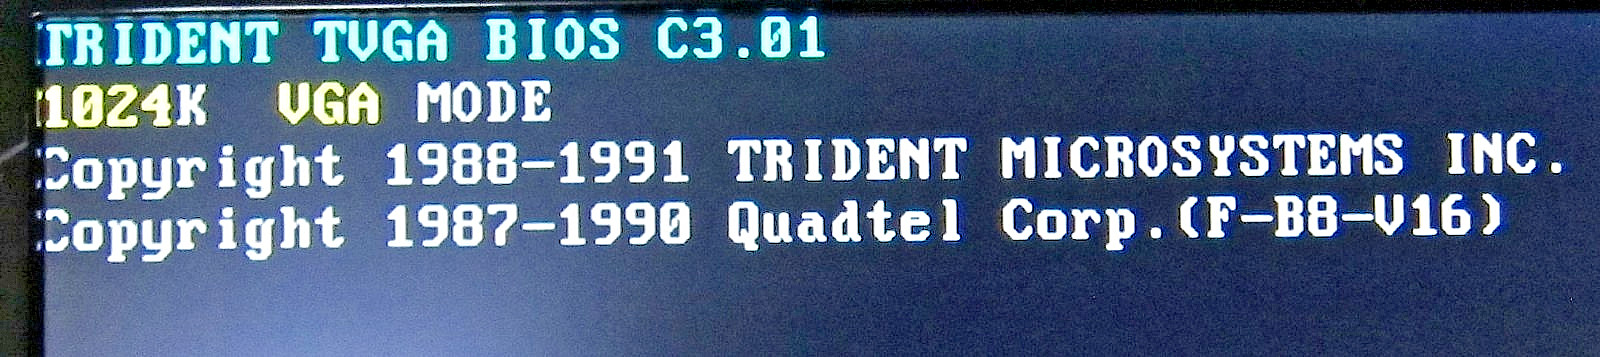 TRIDENT TVGA BIOS C3.01
1024K  VGA MODE
Copyright 1988-1991 TRIDENT MICROSYSTEMS INC.
Copyright 1987-1990 Quadtel Corp.(F-B8-V16)